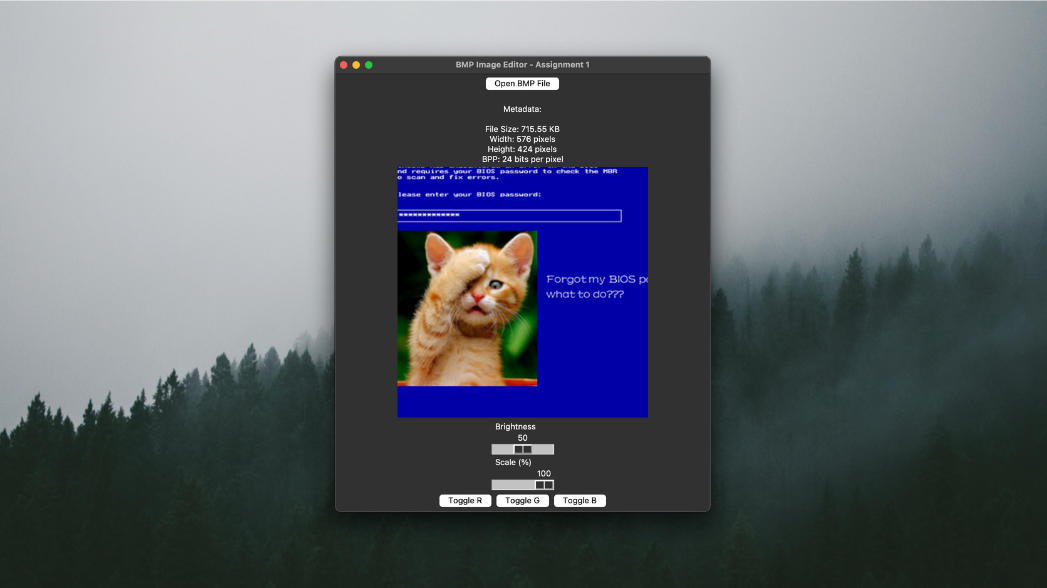 BMP Image Editor - Assignment 1
Open BMP File
Metadata:
File Size: 715.55 KB
Width: 576 pixels
Height: 424 pixels
BPP: 24 bits per pixel
nd requires your BIOS password to check the MBR
o scan and fix errors.
lease enter your BIOS password:
*************
Forgot my BIOS p
what to do???
Brightness
50
Scale (%)
100
Toggle R
Toggle G
Toggle B